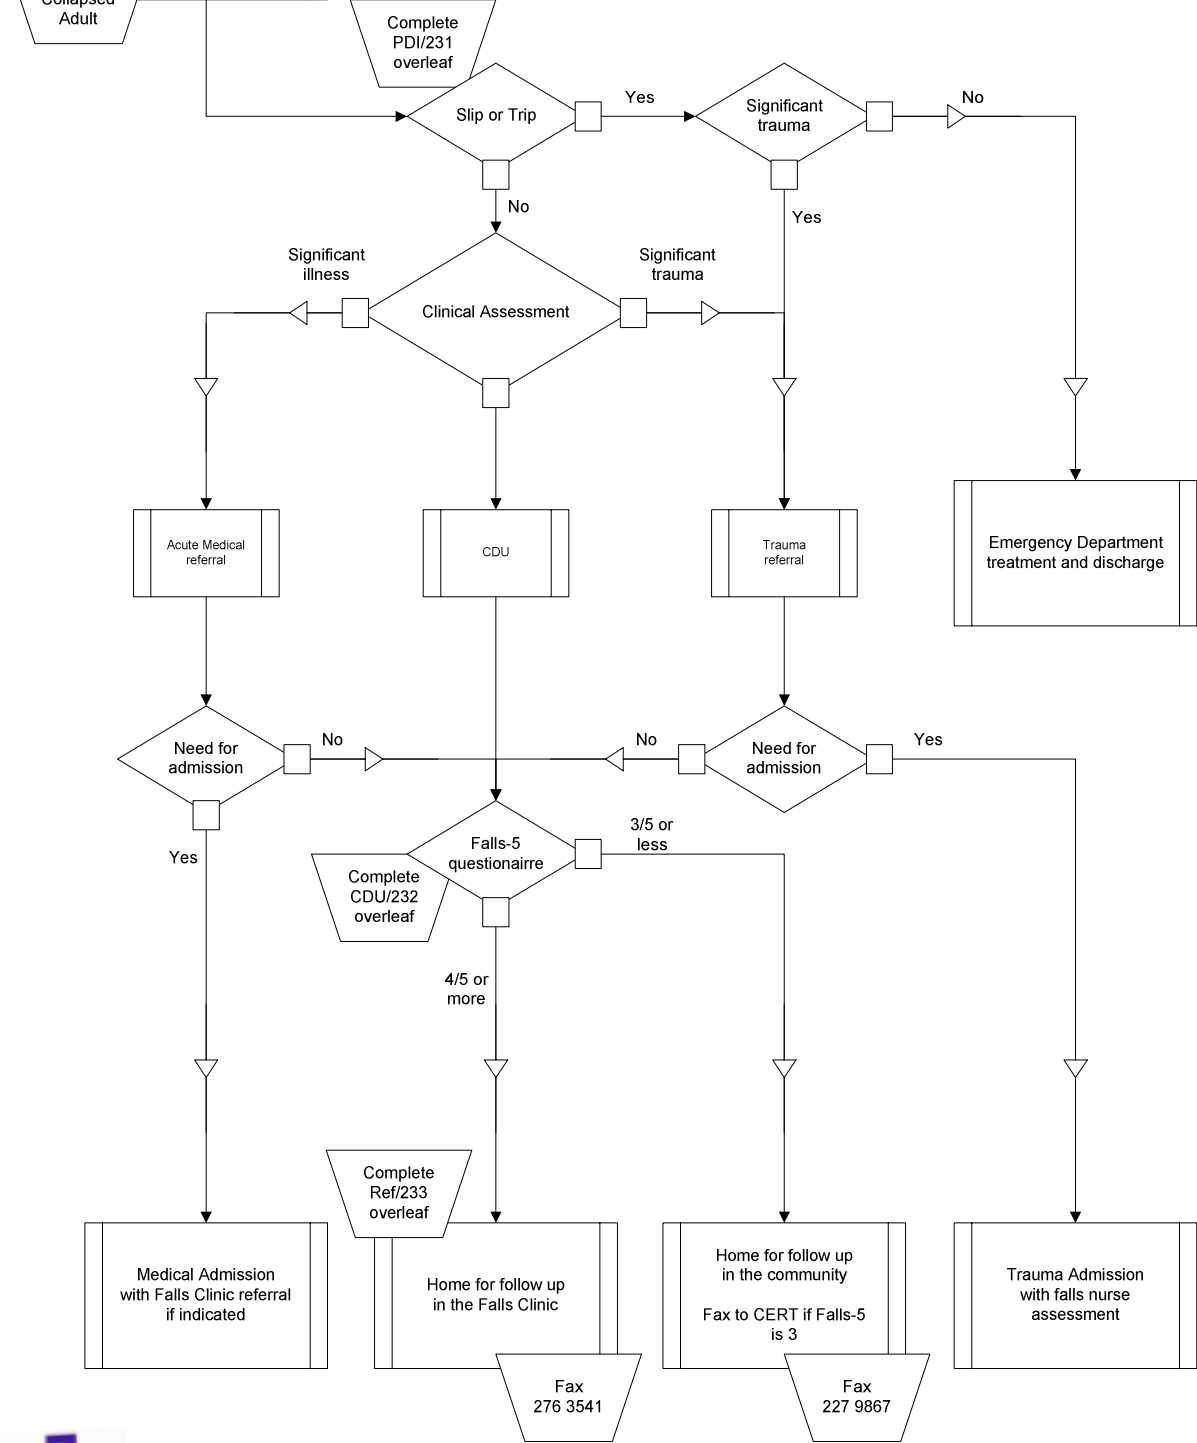 Collapsed
Adult
Complete
PDI/231
overleaf
Slip or Trip
Yes
Significant
trauma
No
No
Yes
Significant
illness
Clinical Assessment
Significant
trauma
Acute Medical
referral
CDU
Trauma
referral
Emergency Department
treatment and discharge
Need for
admission
No
No
Need for
admission
Yes
Yes
Falls-5
questionairre
3/5 or
less
Complete
CDU/232
overleaf
4/5 or
more
Complete
Ref/233
overleaf
Medical Admission
with Falls Clinic referral
if indicated
Home for follow up
in the Falls Clinic
Home for follow up
in the community
Fax to CERT if Falls-5
is 3
Trauma Admission
with falls nurse
assessment
Fax
276 3541
Fax
227 9867